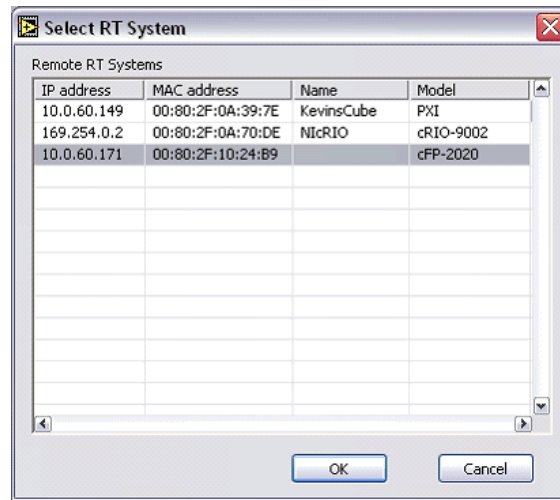 Select RT System
Remote RT Systems
IP address MAC address Name Model
10.0.60.149 00:80:2F:0A:39:7E KevinsCube PXI
169.254.0.2 00:80:2F:0A:70:DE NIcRIO cRIO-9002
10.0.60.171 00:80:2F:10:24:B9 cFP-2020
OK Cancel